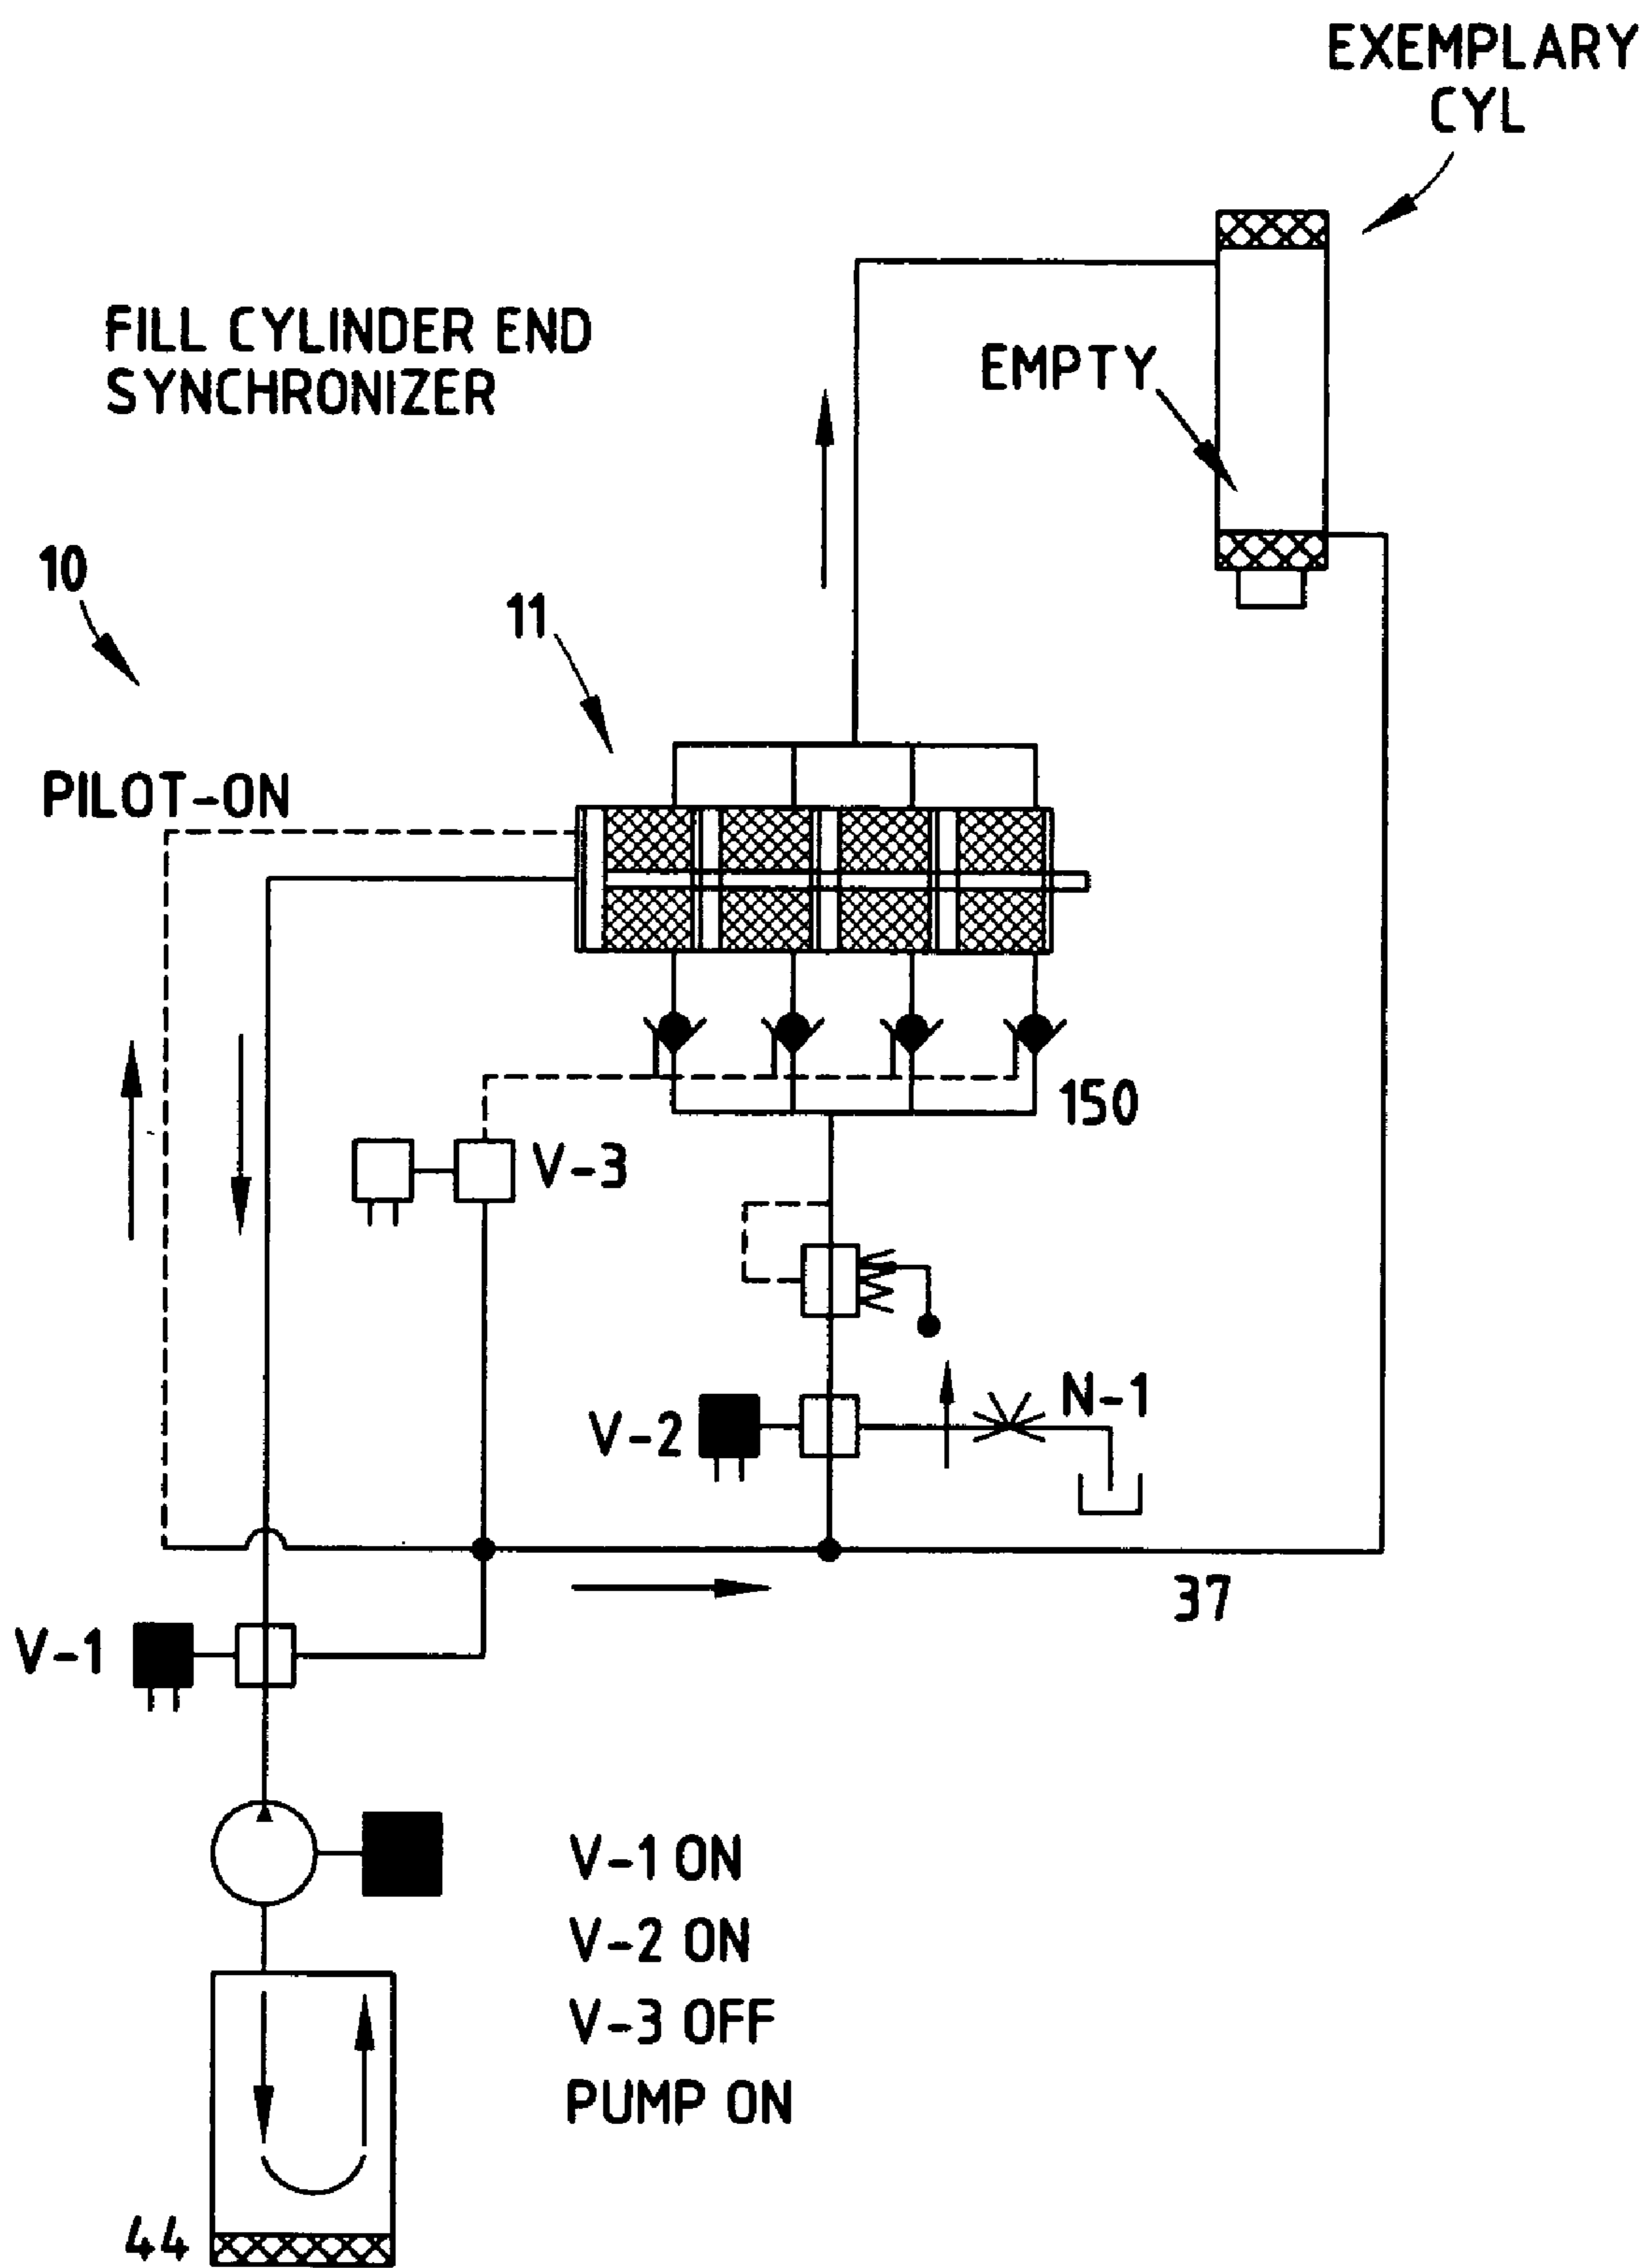 EXEMPLARY
CYL
FILL CYLINDER END
SYNCHRONIZER
EMPTY
10
11
PILOT-ON
150
V-3
N-1
V-2
37
V-1
V-1 ON
V-2 ON
V-3 OFF
PUMP ON
44